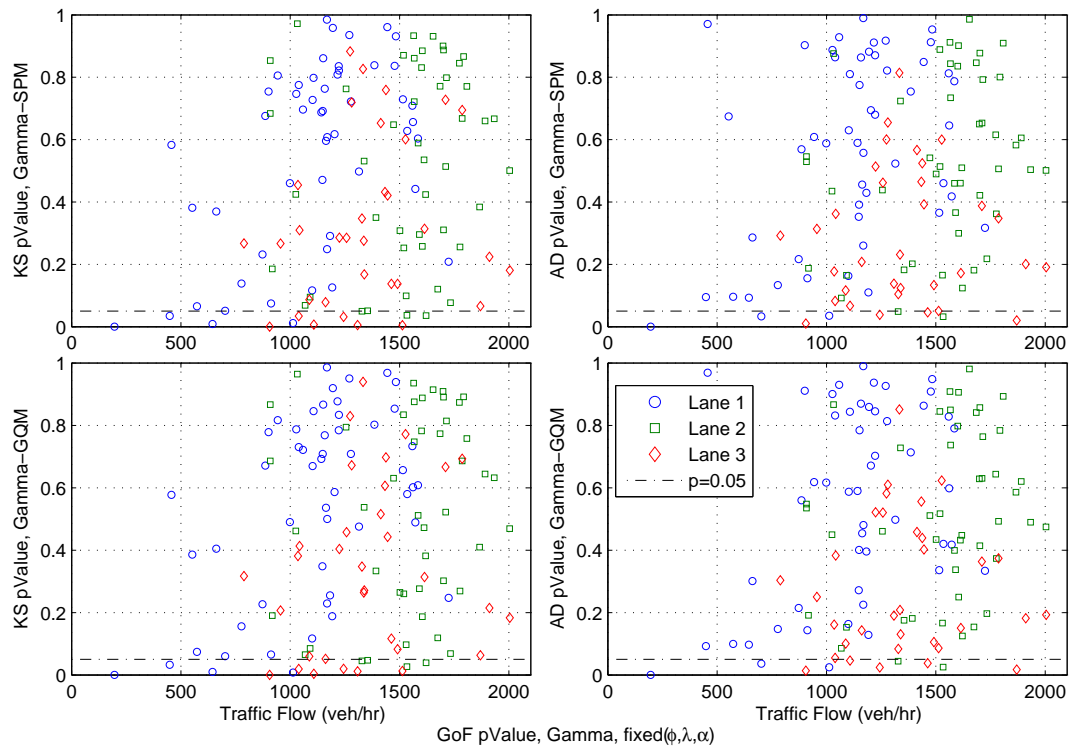 KS pValue, Gamma−SPM
1
0.8
0.6
0.4
0.2
0
0 500 1000 1500 2000
AD pValue, Gamma−SPM
1
0.8
0.6
0.4
0.2
0
0 500 1000 1500 2000
KS pValue, Gamma−GQM
1
0.8
0.6
0.4
0.2
0
0 500 1000 1500 2000
Traffic Flow (veh/hr)
AD pValue, Gamma−GQM
1
0.8
0.6
0.4
0.2
0
0 500 1000 1500 2000
Traffic Flow (veh/hr)
Lane 1
Lane 2
Lane 3
p=0.05
GoF pValue, Gamma, fixed(ϕ,λ,α)